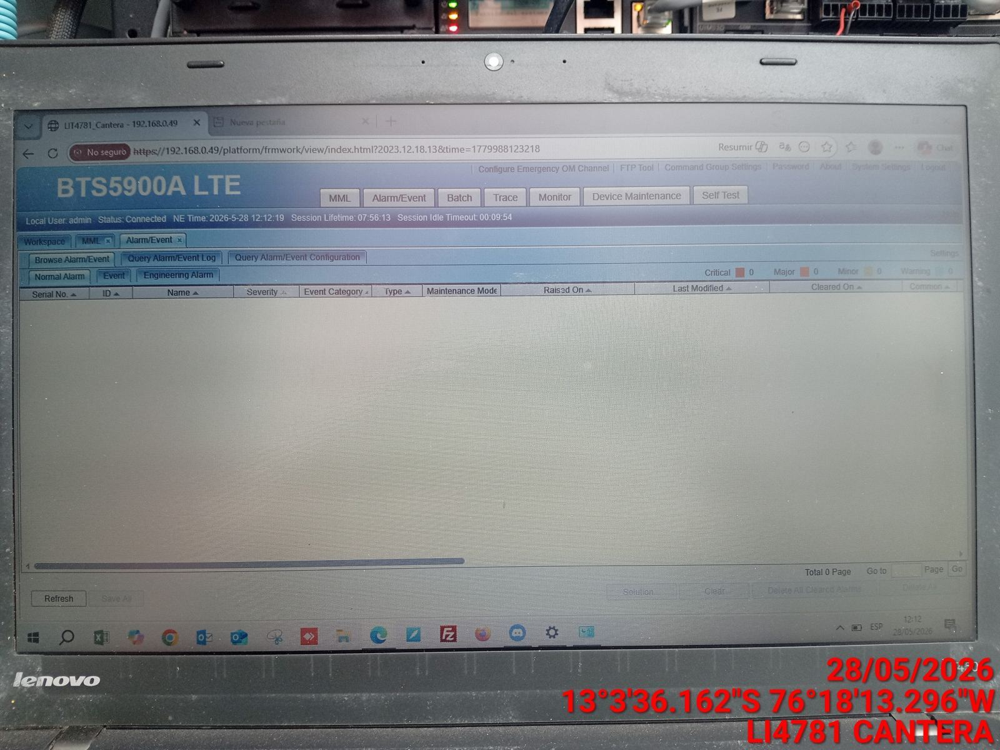 LIT4781_Cantera - 192.168.0.49
Nueva pestaña
No seguro https://192.168.0.49/platform/frmwork/view/index.html?2023.12.18.13&time=1779988123218 Resumir Chat
Configure Emergency OM Channel FTP Tool Command Group Settings Password About System Settings Logout
BTS5900A LTE
MML Alarm/Event Batch Trace Monitor Device Maintenance Self Test
Local User: admin Status: Connected NE Time: 2026-5-28 12:12:19 Session Lifetime: 07:56:13 Session Idle Timeout: 00:09:54
Workspace MML Alarm/Event
Browse Alarm/Event Query Alarm/Event Log Query Alarm/Event Configuration Settings
Normal Alarm Event Engineering Alarm Critical 0 Major 0 Minor 0 Warning 0
Serial No. ID Name Severity Event Category Type Maintenance Mode Raised On Last Modified Cleared On Common
Total 0 Page Go to Page Go
Refresh Save All Solution... Clear Delete All Cleared Alarms Delete All
ESP
12:12
28/05/2026
lenovo
28/05/2026
13°3'36.162"S 76°18'13.296"W
LI4781 CANTERA